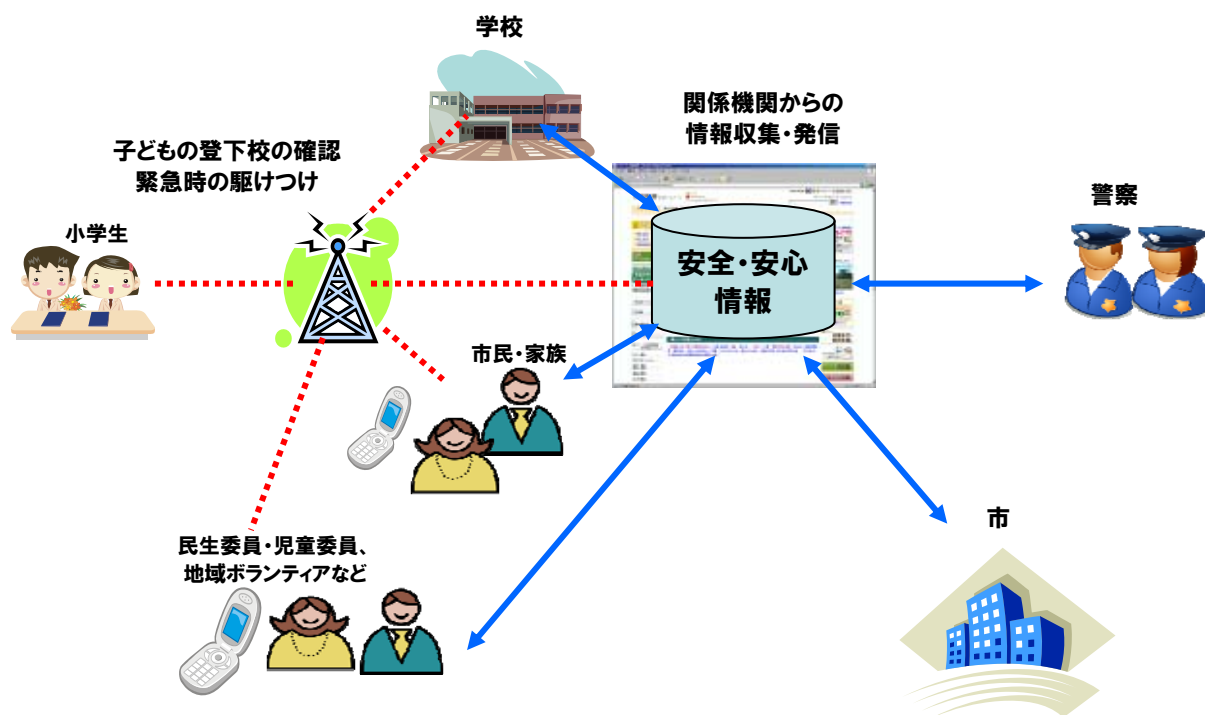 学校
関係機関からの
情報収集・発信
子どもの登下校の確認
緊急時の駆けつけ
警察
小学生
安全・安心
情報
市民・家族
市
民生委員・児童委員、
地域ボランティアなど